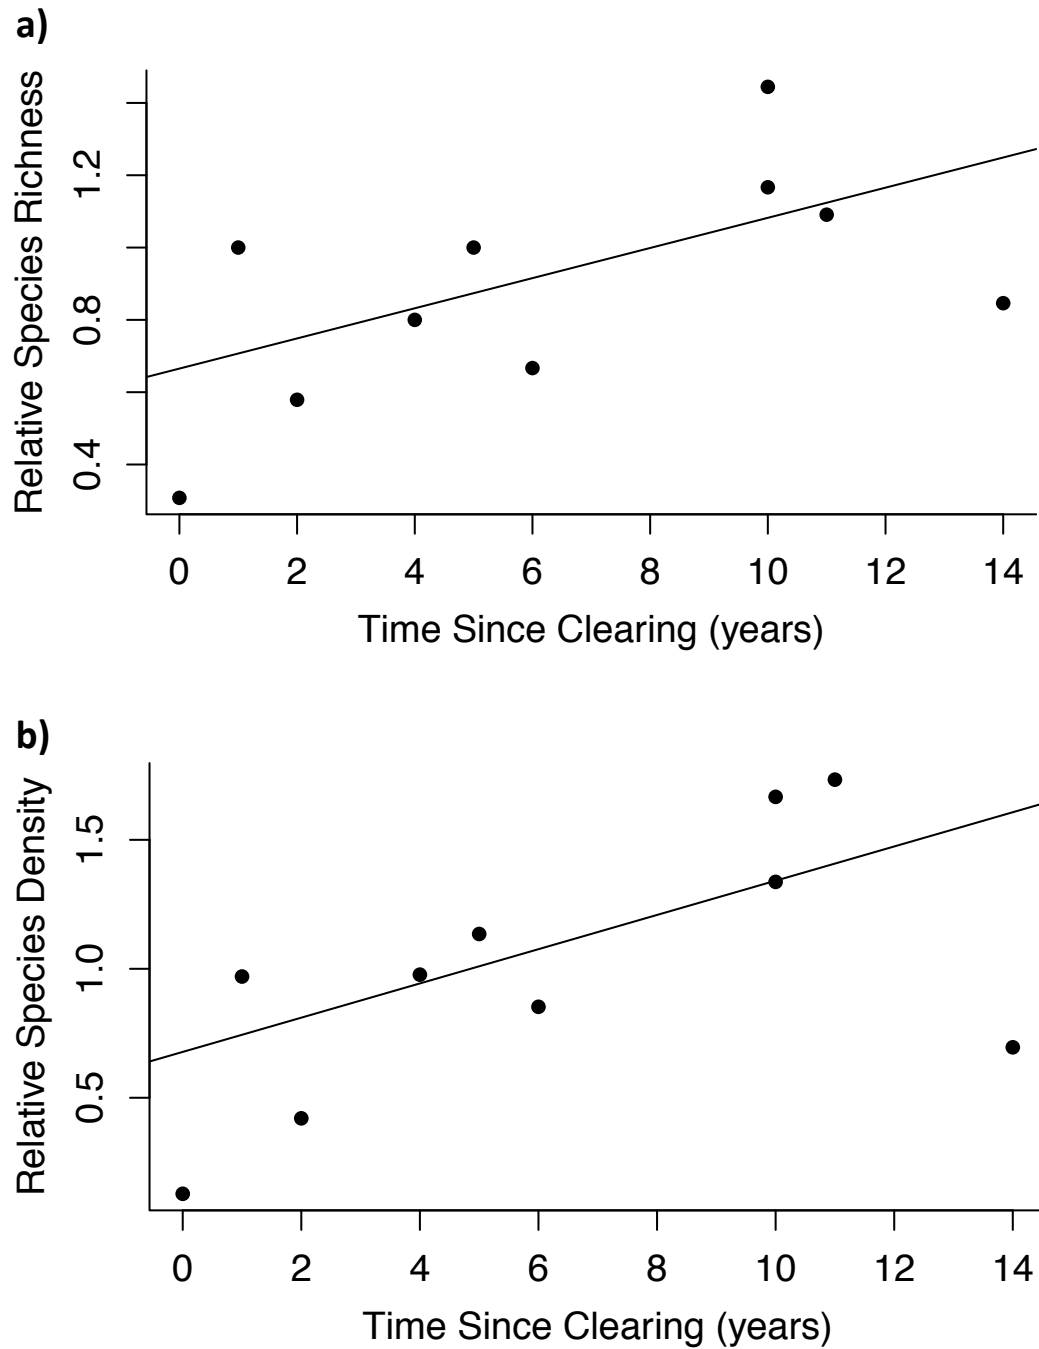 a)
Relative Species Richness
1.2
0.8
0.4
0 2 4 6 8 10 12 14
Time Since Clearing (years)
b)
Relative Species Density
1.5
1.0
0.5
0 2 4 6 8 10 12 14
Time Since Clearing (years)